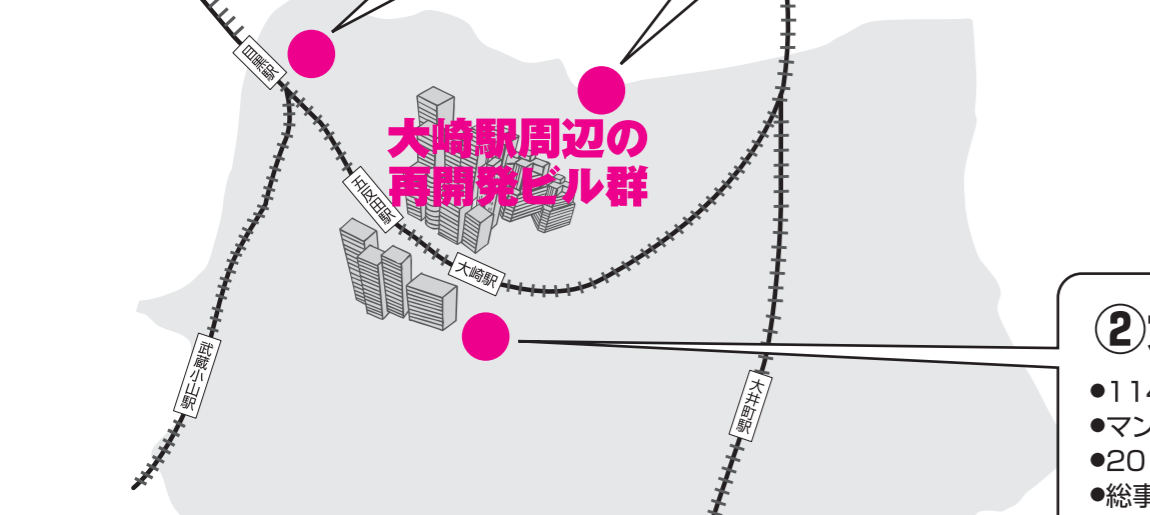 目黒駅
大崎駅周辺の
再開発ビル群
五反田駅
大崎駅
武蔵小山駅
大井町駅
②
●114
●マン
●20
●総事